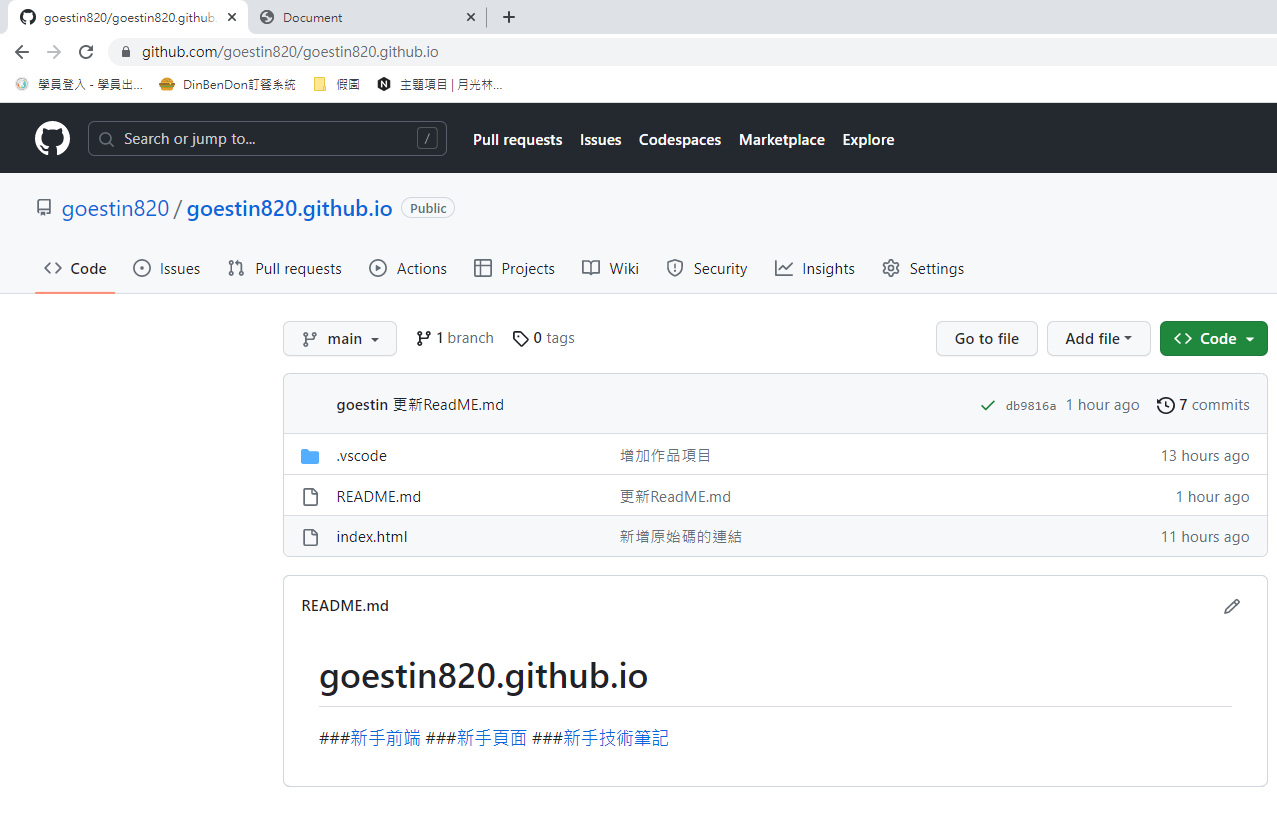 goestin820/goestin820.github. Document
github.com/goestin820/goestin820.github.io
學員登入 - 學員出... DinBenDon訂餐系統 假圖 主題項目 | 月光林...
Search or jump to... / Pull requests Issues Codespaces Marketplace Explore
goestin820 / goestin820.github.io Public
Code Issues Pull requests Actions Projects Wiki Security Insights Settings
main 1 branch 0 tags Go to file Add file Code
goestin 更新ReadME.md db9816a 1 hour ago 7 commits
.vscode 增加作品項目 13 hours ago
README.md 更新ReadME.md 1 hour ago
index.html 新增原始碼的連結 11 hours ago
README.md
goestin820.github.io
###新手前端 ###新手頁面 ###新手技術筆記